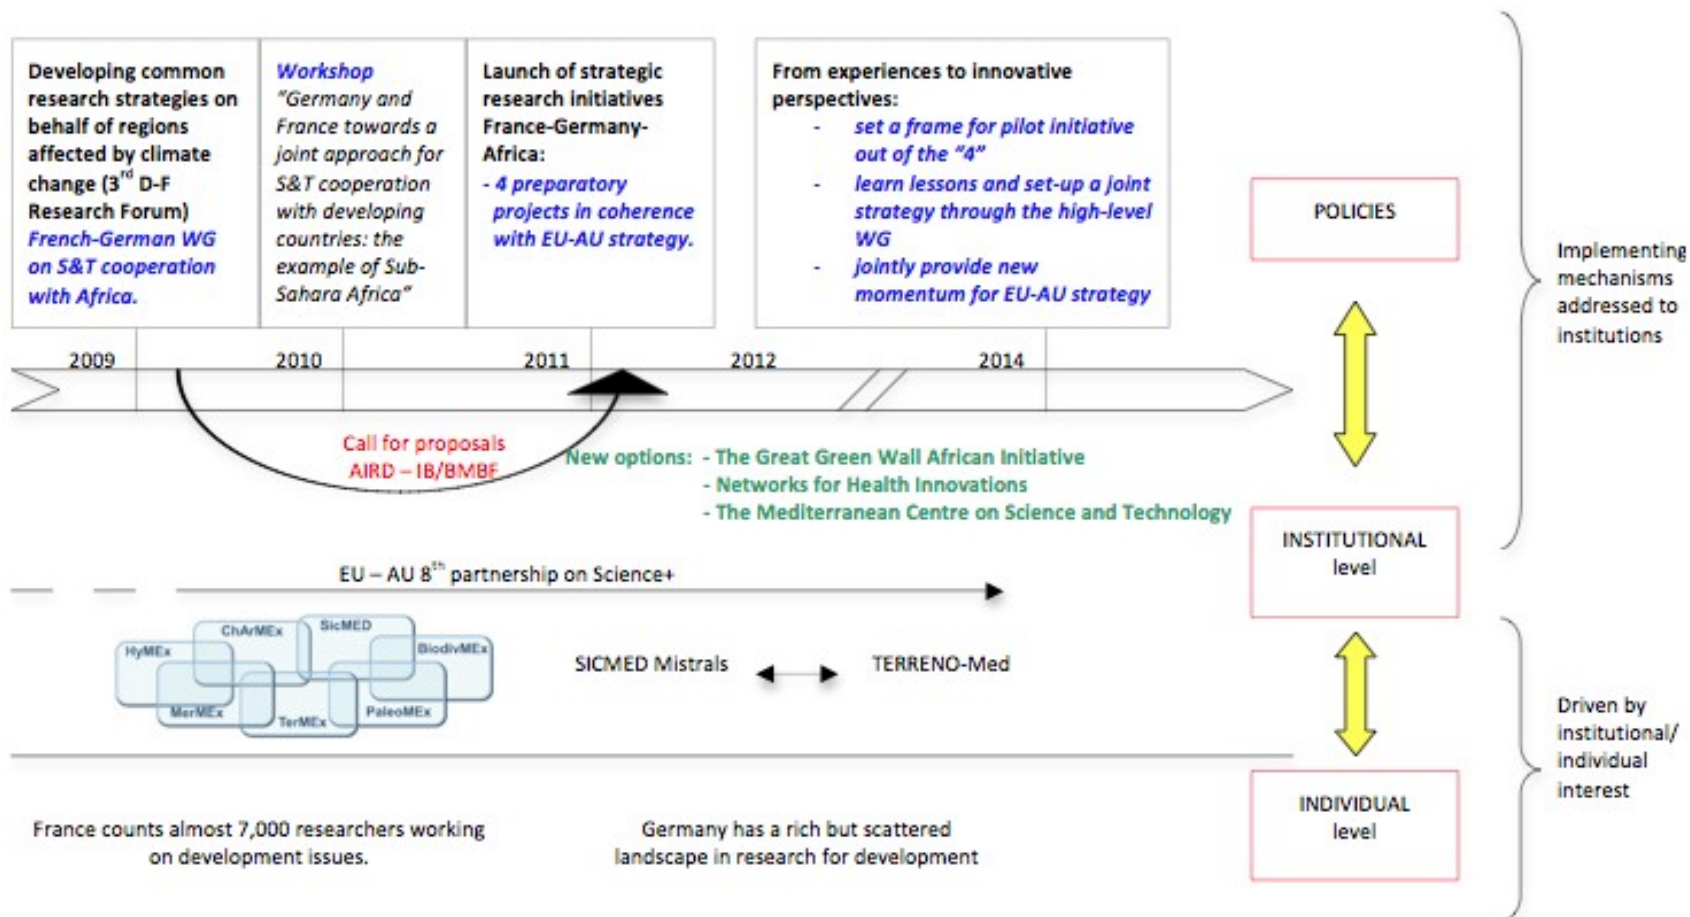 Developing common
research strategies on
behalf of regions
affected by climate
change (3rd D-F
Research Forum)
French-German WG
on S&T cooperation
with Africa.
Workshop
"Germany and
France towards a
joint approach for
S&T cooperation
with developing
countries: the
example of Sub-
Sahara Africa"
Launch of strategic
research initiatives
France-Germany-
Africa:
- 4 preparatory
projects in coherence
with EU-AU strategy.
From experiences to innovative
perspectives:
- set a frame for pilot initiative
out of the "4"
- learn lessons and set-up a joint
strategy through the high-level
WG
- jointly provide new
momentum for EU-AU strategy
POLICIES
Implementing
mechanisms
addressed to
institutions
2009
2010
2011
2012
2014
Call for proposals
AIRD – IB/BMBF
New options: - The Great Green Wall African Initiative
- Networks for Health Innovations
- The Mediterranean Centre on Science and Technology
INSTITUTIONAL
level
EU – AU 8th partnership on Science+
HyMEx
ChArMEx
SicMED
BiodivMEx
MerMEx
TerMEx
PaleoMEx
SICMED Mistrals
TERRENO-Med
Driven by
institutional/
individual
interest
INDIVIDUAL
level
France counts almost 7,000 researchers working
on development issues.
Germany has a rich but scattered
landscape in research for development